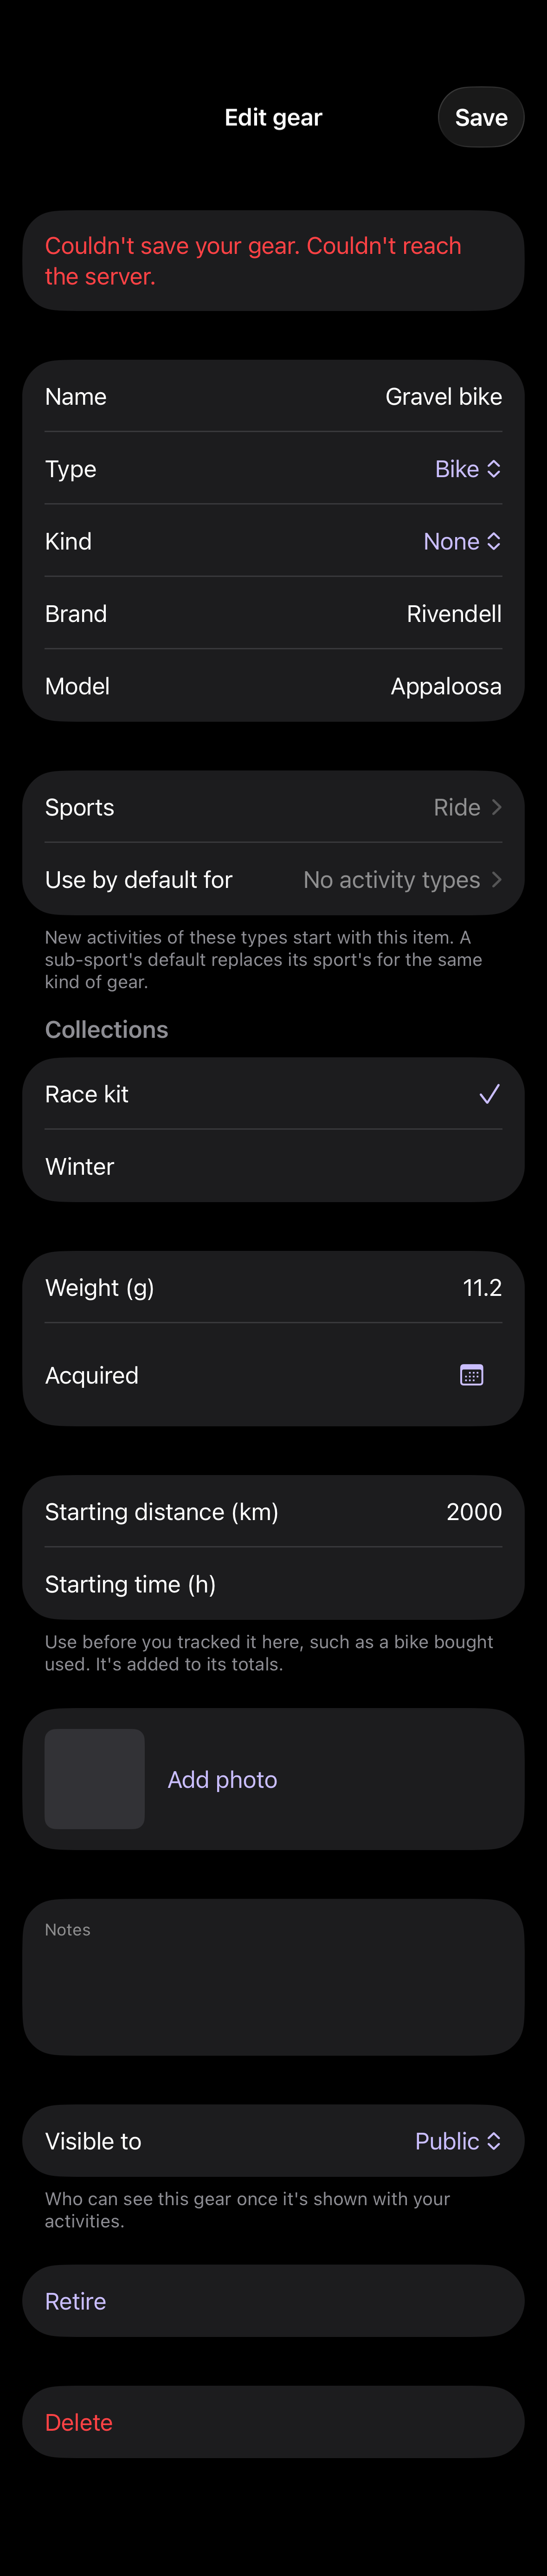 Edit gear
Save
Couldn't save your gear. Couldn't reach
the server.
Name
Gravel bike
Type
Bike
Kind
None
Brand
Rivendell
Model
Appaloosa
Sports
Ride
Use by default for
No activity types
New activities of these types start with this item. A
sub-sport's default replaces its sport's for the same
kind of gear.
Collections
Race kit
Winter
Weight (g)
11.2
Acquired
Starting distance (km)
2000
Starting time (h)
Use before you tracked it here, such as a bike bought
used. It's added to its totals.
Add photo
Notes
Visible to
Public
Who can see this gear once it's shown with your
activities.
Retire
Delete